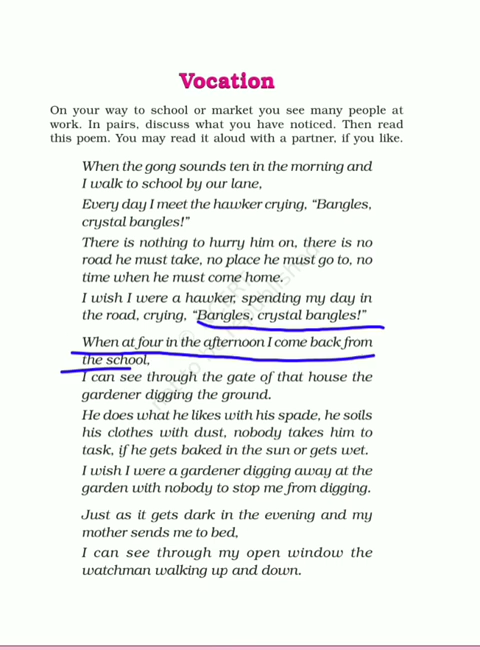 Vocation
On your way to school or market you see many people at
work. In pairs, discuss what you have noticed. Then read
this poem. You may read it aloud with a partner, if you like.
When the gong sounds ten in the morning and
I walk to school by our lane,
Every day I meet the hawker crying, “Bangles,
crystal bangles!”
There is nothing to hurry him on, there is no
road he must take, no place he must go to, no
time when he must come home.
I wish I were a hawker, spending my day in
the road, crying, “Bangles, crystal bangles!”
When at four in the afternoon I come back from
the school,
I can see through the gate of that house the
gardener digging the ground.
He does what he likes with his spade, he soils
his clothes with dust, nobody takes him to
task, if he gets baked in the sun or gets wet.
I wish I were a gardener digging away at the
garden with nobody to stop me from digging.
Just as it gets dark in the evening and my
mother sends me to bed,
I can see through my open window the
watchman walking up and down.